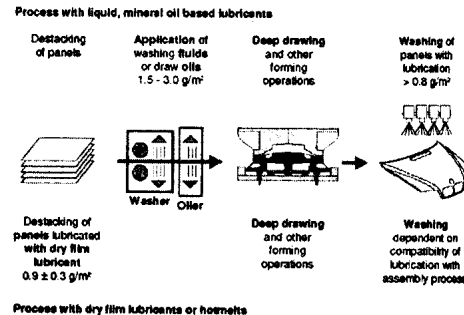 Process with liquid, mineral oil based lubricants
Destacking
of panels
Application of
washing fluids
or draw oils
1.5 - 3.0 g/m²
Deep drawing
and other
forming
operations
Washing of
panels with
lubrication
> 0.8 g/m²
Washer
Oiler
Destacking of
panels lubricated
with dry film
lubricant
0.9 ± 0.3 g/m²
Deep drawing
and other
forming
operations
Washing
dependent on
compatibility of
lubrication with
assembly process
Process with dry film lubricants or hotmelts